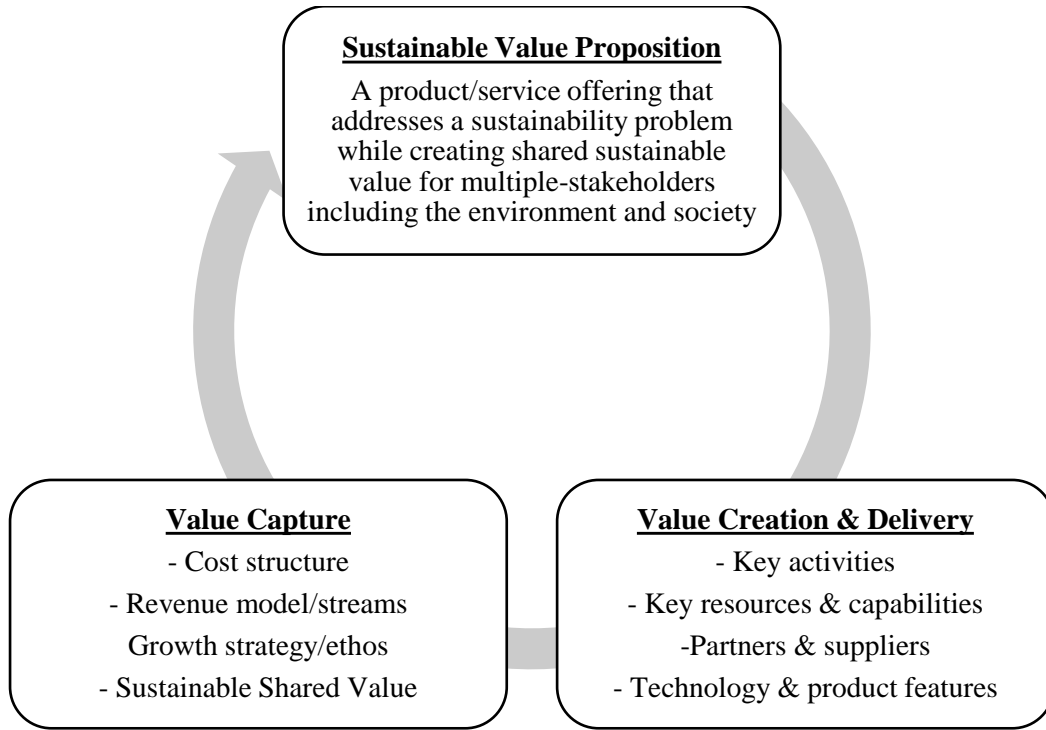 Sustainable Value Proposition
A product/service offering that
addresses a sustainability problem
while creating shared sustainable
value for multiple-stakeholders
including the environment and society
Value Capture
- Cost structure
- Revenue model/streams
Growth strategy/ethos
- Sustainable Shared Value
Value Creation & Delivery
- Key activities
- Key resources & capabilities
-Partners & suppliers
- Technology & product features